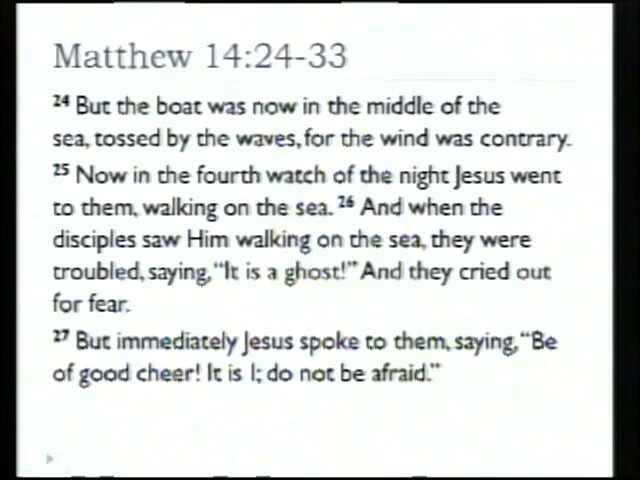 Matthew 14:24-33
24 But the boat was now in the middle of the
sea, tossed by the waves, for the wind was contrary.
25 Now in the fourth watch of the night Jesus went
to them, walking on the sea. 26 And when the
disciples saw Him walking on the sea, they were
troubled, saying, “It is a ghost!” And they cried out
for fear.
27 But immediately Jesus spoke to them, saying, “Be
of good cheer! It is I; do not be afraid.”